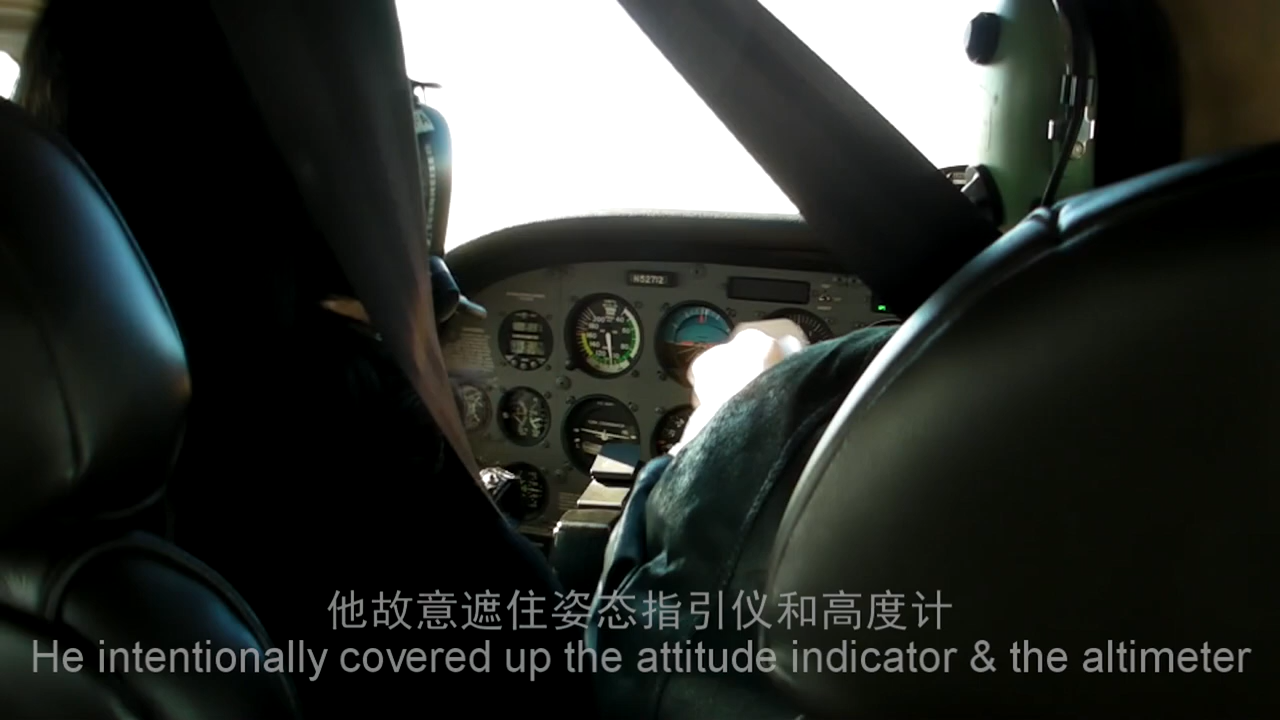 N52712
他故意遮住姿态指引仪和高度计
He intentionally covered up the attitude indicator & the altimeter